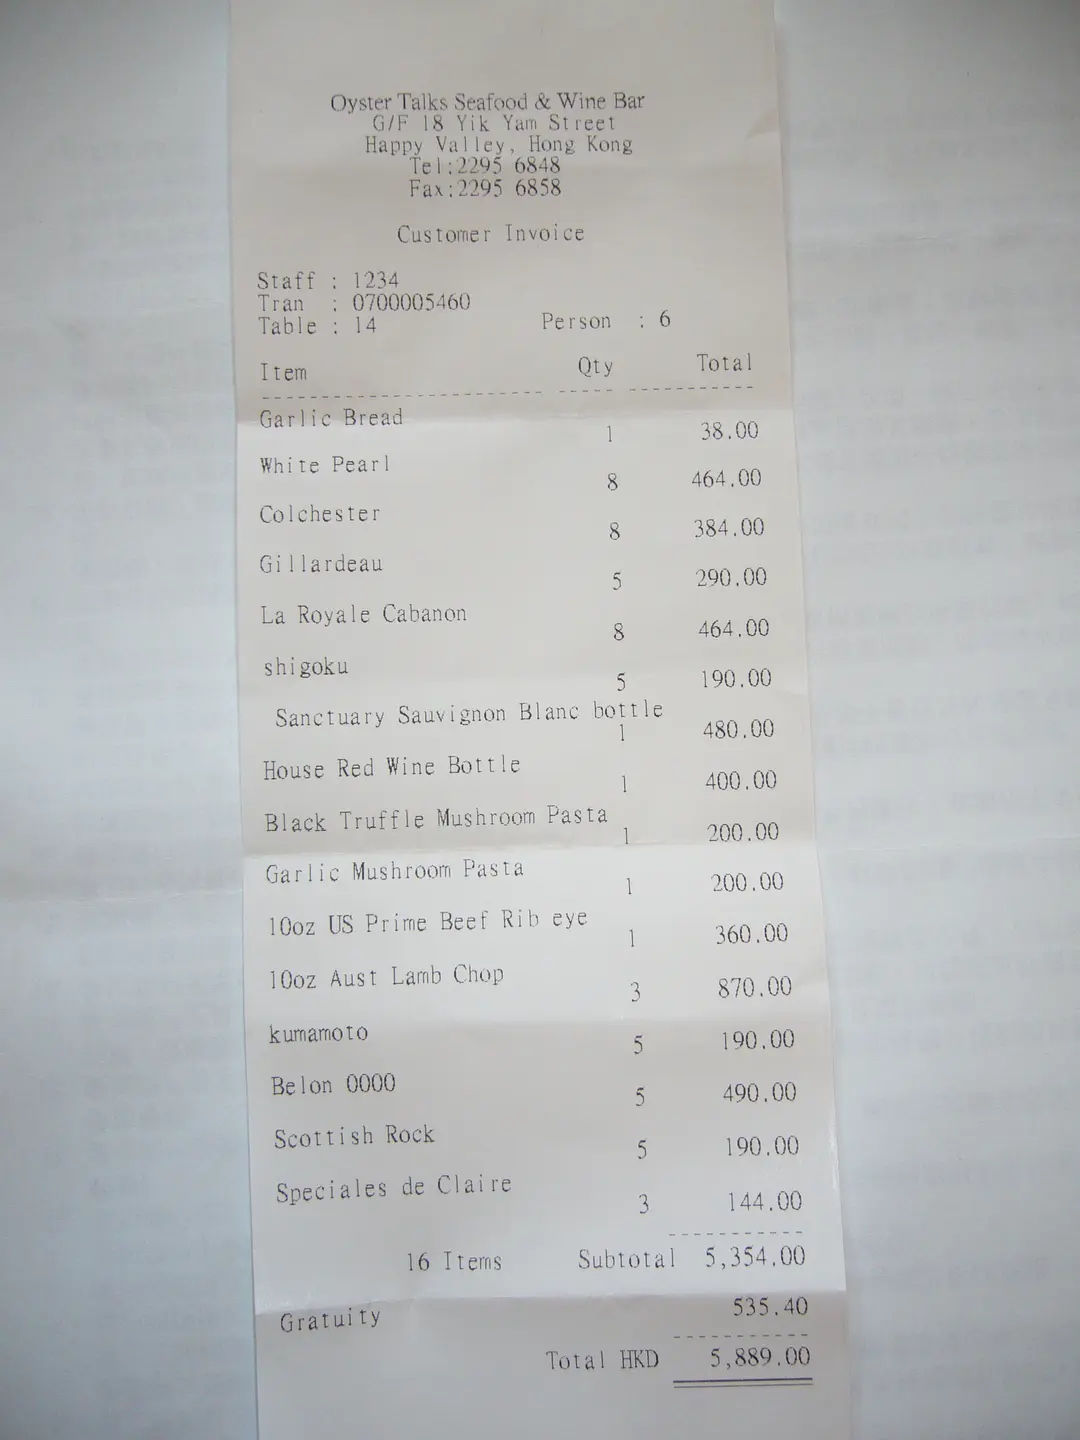 Oyster Talks Seafood & Wine Bar
G/F 18 Yik Yam Street
Happy Valley, Hong Kong
Tel:2295 6848
Fax:2295 6858
Customer Invoice
Staff : 1234
Tran : 0700005460
Table : 14 Person : 6
Item Qty Total
Garlic Bread
1 38.00
White Pearl
8 464.00
Colchester
8 384.00
Gillardeau
5 290.00
La Royale Cabanon
8 464.00
shigoku
5 190.00
Sanctuary Sauvignon Blanc bottle
1 480.00
House Red Wine Bottle
1 400.00
Black Truffle Mushroom Pasta
1 200.00
Garlic Mushroom Pasta
1 200.00
10oz US Prime Beef Rib eye
1 360.00
10oz Aust Lamb Chop
3 870.00
kumamoto
5 190.00
Belon 0000
5 490.00
Scottish Rock
5 190.00
Speciales de Claire
3 144.00
16 Items Subtotal 5,354.00
Gratuity 535.40
Total HKD 5,889.00